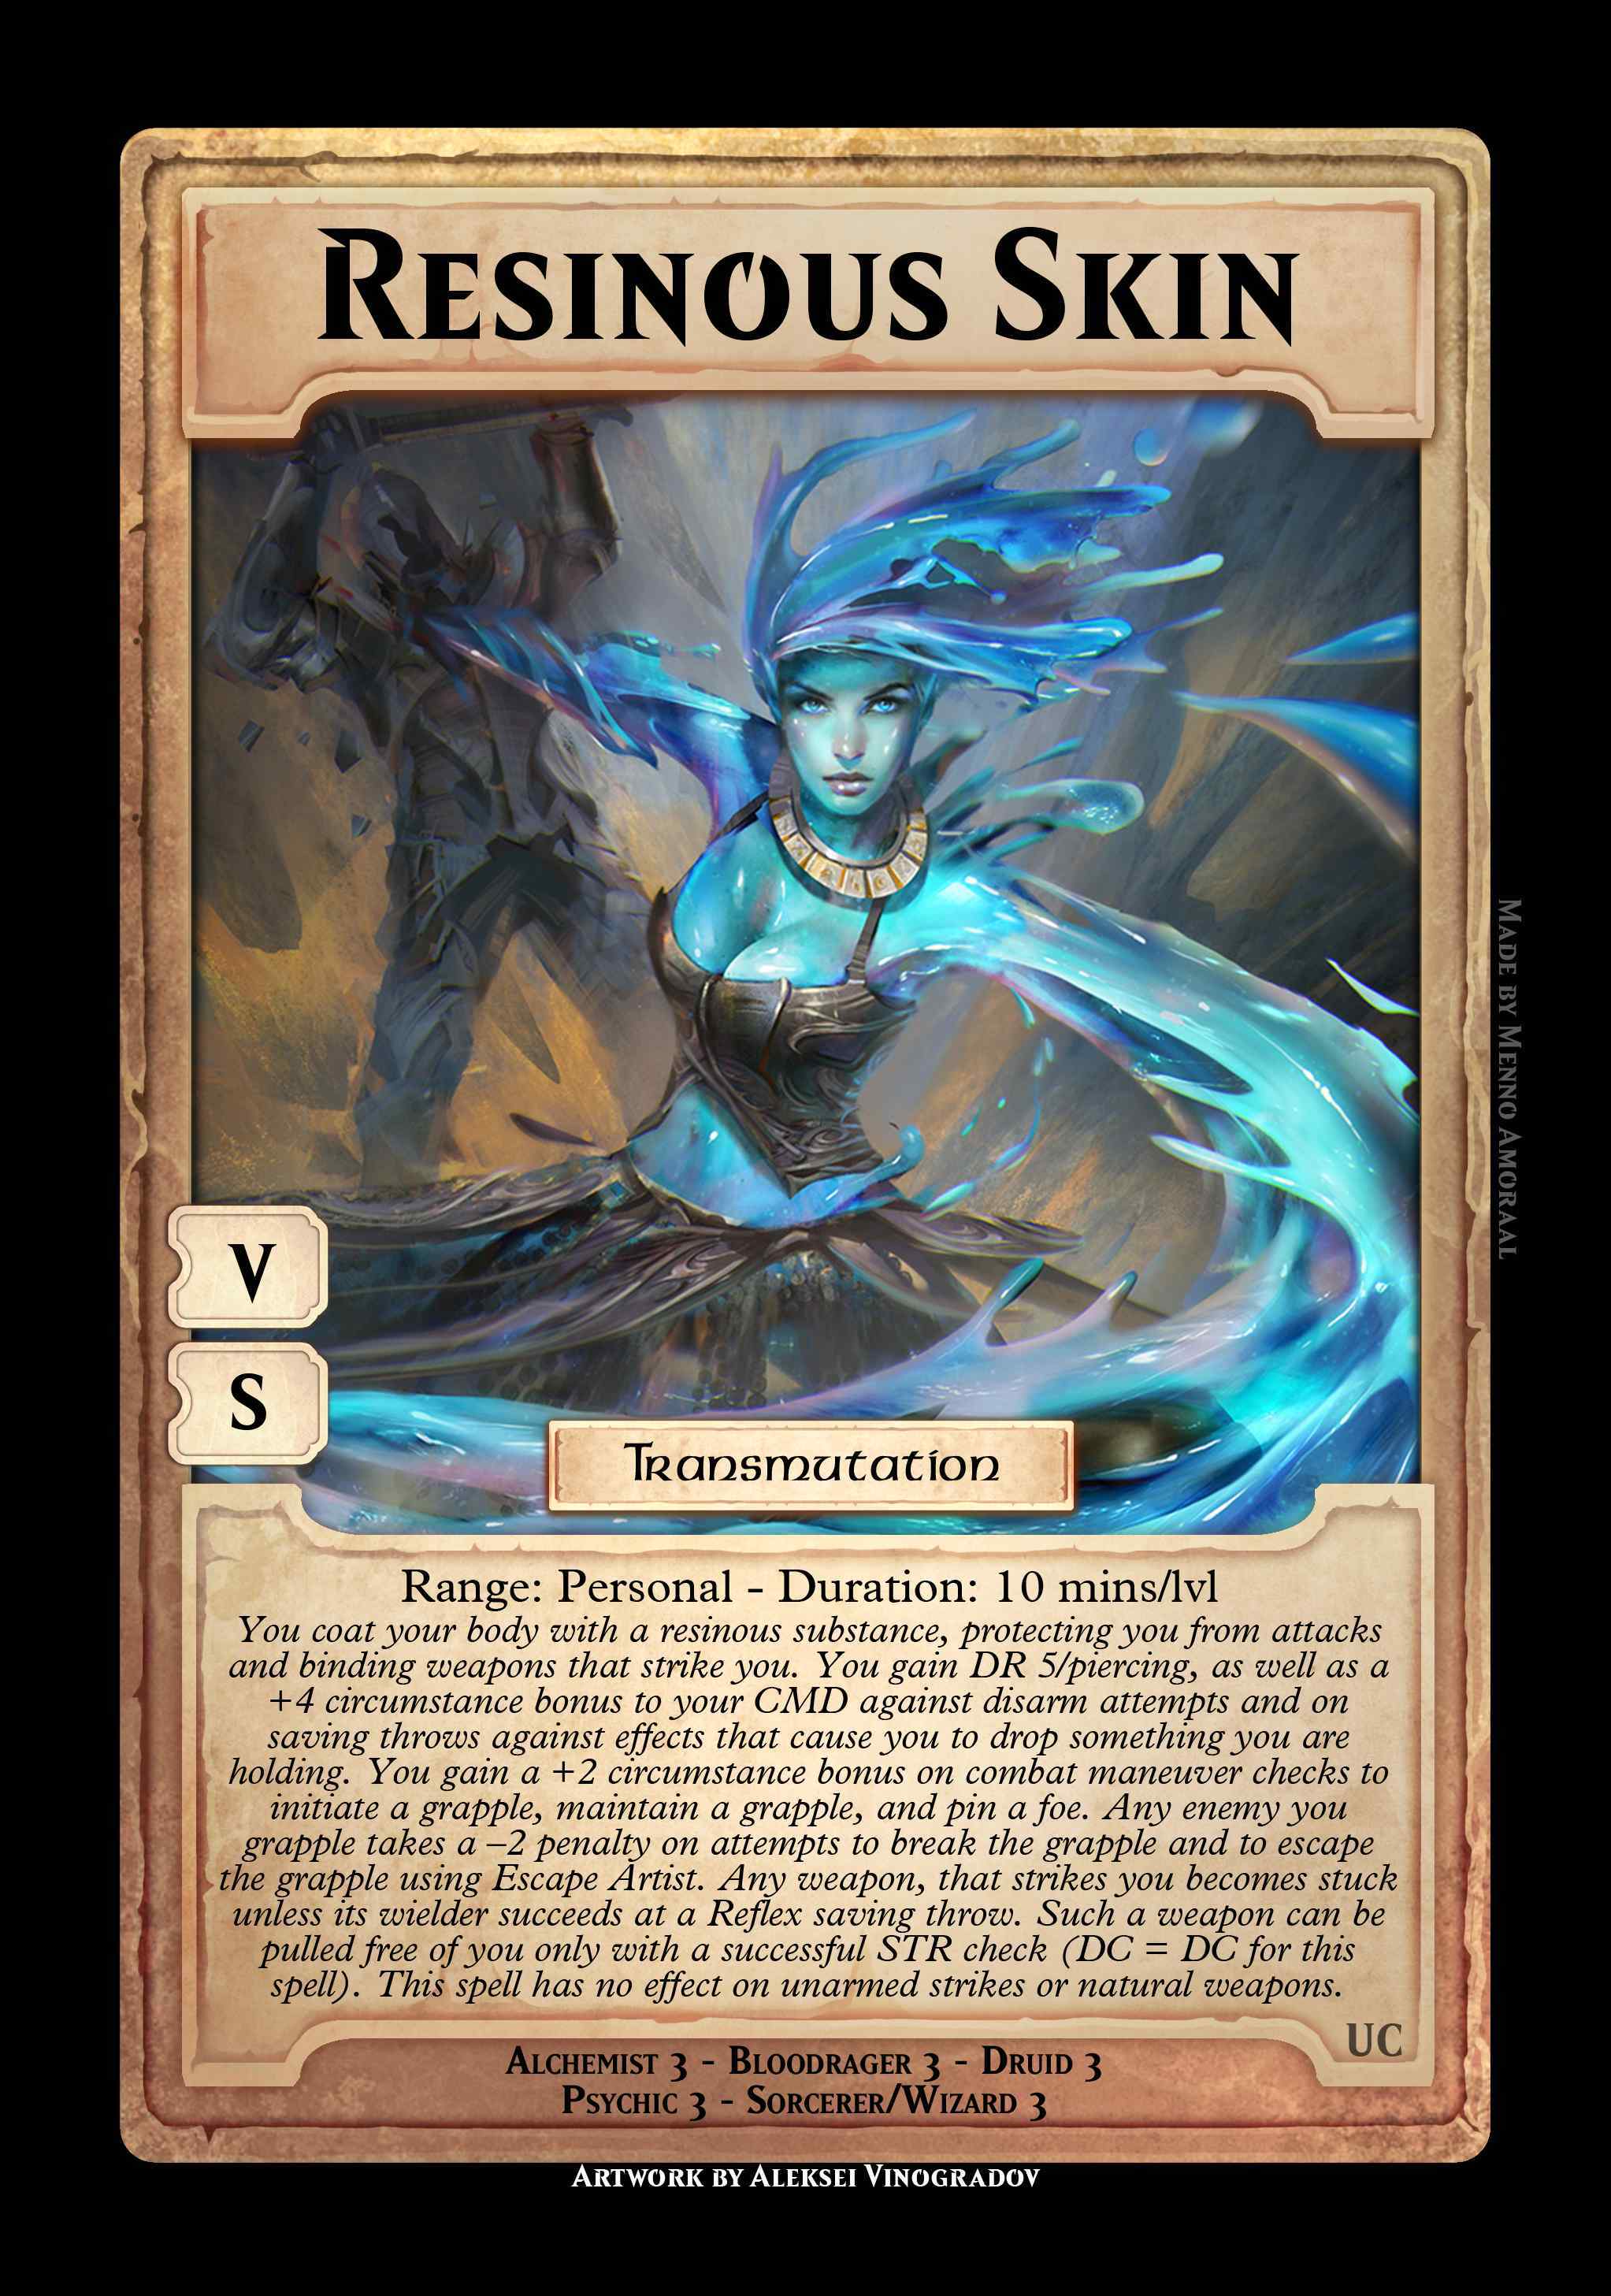 Resinous Skin
V
S
Transmutation
Range: Personal - Duration: 10 mins/lvl
You coat your body with a resinous substance, protecting you from attacks
and binding weapons that strike you. You gain DR 5/piercing, as well as a
+4 circumstance bonus to your CMD against disarm attempts and on
saving throws against effects that cause you to drop something you are
holding. You gain a +2 circumstance bonus on combat maneuver checks to
initiate a grapple, maintain a grapple, and pin a foe. Any enemy you
grapple takes a –2 penalty on attempts to break the grapple and to escape
the grapple using Escape Artist. Any weapon, that strikes you becomes stuck
unless its wielder succeeds at a Reflex saving throw. Such a weapon can be
pulled free of you only with a successful STR check (DC = DC for this
spell). This spell has no effect on unarmed strikes or natural weapons.
UC
Alchemist 3 - Bloodrager 3 - Druid 3
Psychic 3 - Sorcerer/Wizard 3
Artwork by Aleksei Vinogradov
Made by Menno Amoraal